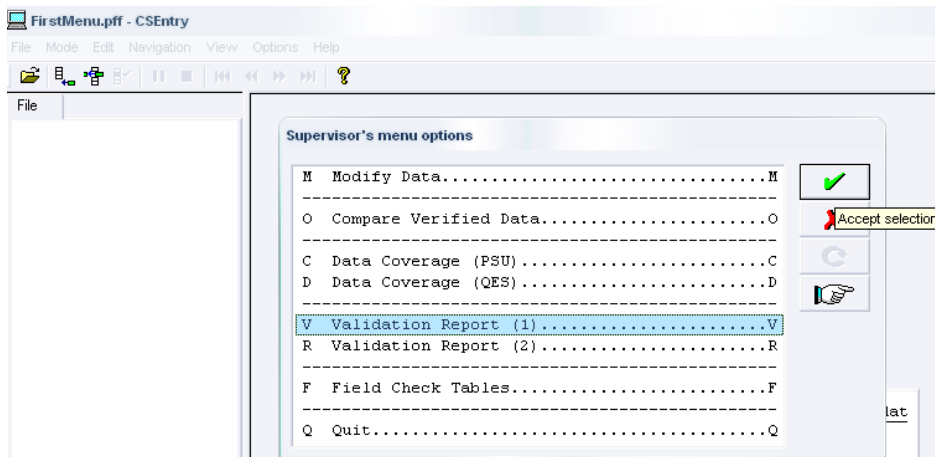 FirstMenu.pff - CSEntry
File Mode Edit Navigation View Options Help
File
Supervisor's menu options
M Modify Data.................................M
O Compare Verified Data.......................O
Accept selection
C Data Coverage (PSU).........................C
D Data Coverage (QES).........................D
V Validation Report (1).......................V
R Validation Report (2).......................R
F Field Check Tables..........................F
lat
Q Quit........................................Q